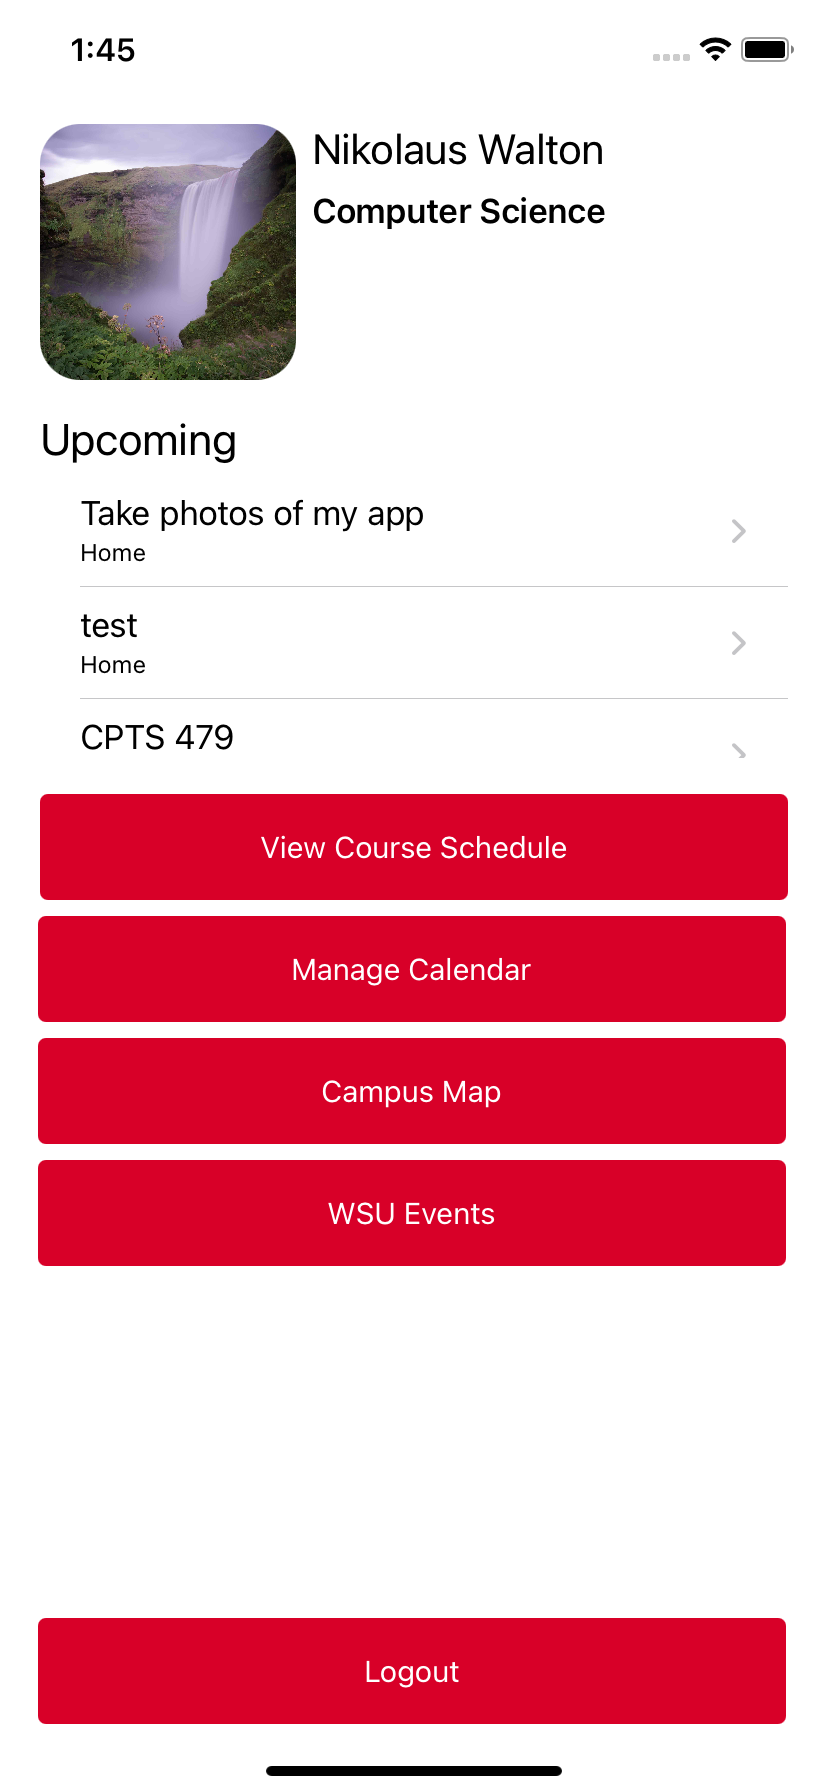 1:45
Nikolaus Walton
Computer Science
Upcoming
Take photos of my app
Home
test
Home
CPTS 479
View Course Schedule
Manage Calendar
Campus Map
WSU Events
Logout